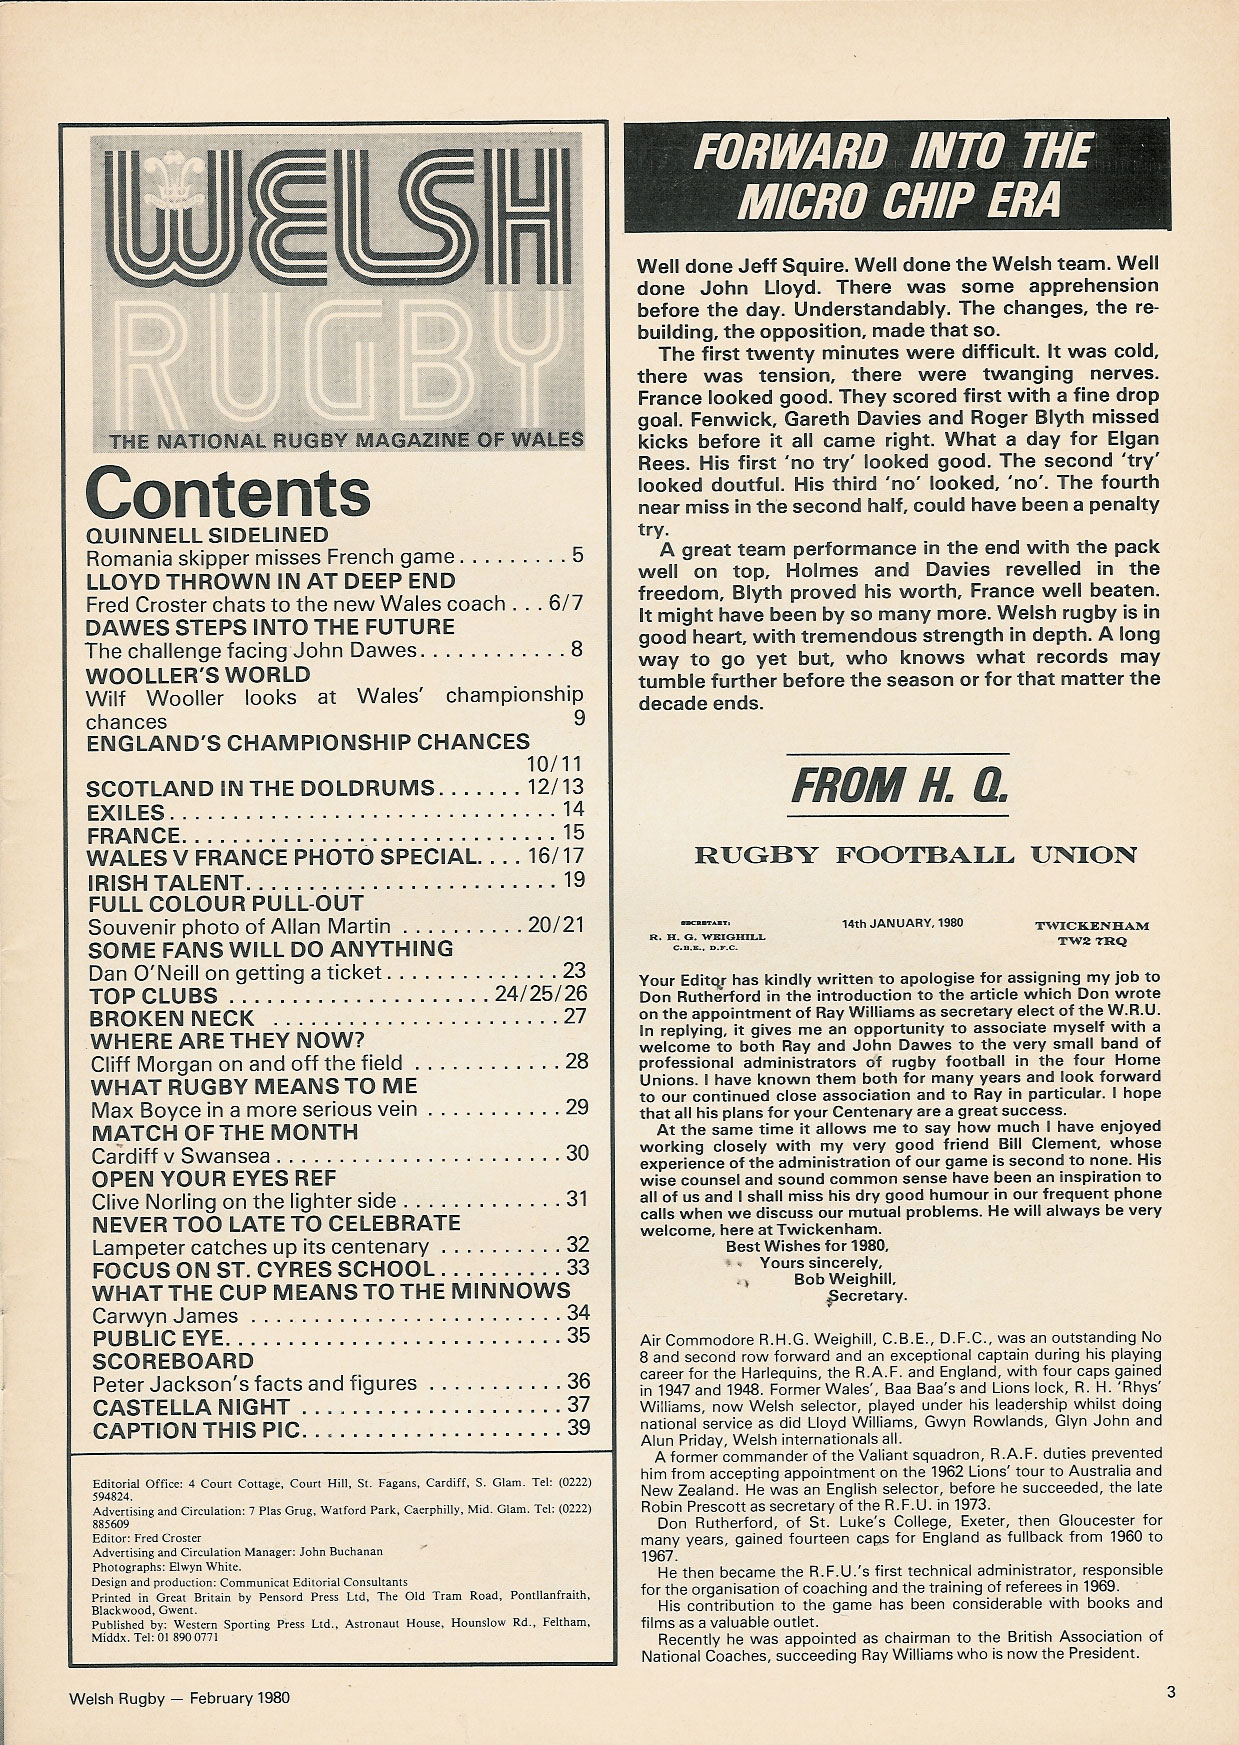 WELSH
RUGBY
THE NATIONAL RUGBY MAGAZINE OF WALES
Contents
QUINNELL SIDELINED
Romania skipper misses French game . . . . . . . . . 5
LLOYD THROWN IN AT DEEP END
Fred Croster chats to the new Wales coach . . . 6/7
DAWES STEPS INTO THE FUTURE
The challenge facing John Dawes. . . . . . . . . . . . 8
WOOLLER'S WORLD
Wilf Wooller looks at Wales' championship
chances 9
ENGLAND'S CHAMPIONSHIP CHANCES
10/11
SCOTLAND IN THE DOLDRUMS. . . . . . . 12/13
EXILES. . . . . . . . . . . . . . . . . . . . . . . . . . . . . . . 14
FRANCE. . . . . . . . . . . . . . . . . . . . . . . . . . . . . . 15
WALES V FRANCE PHOTO SPECIAL. . . . 16/17
IRISH TALENT. . . . . . . . . . . . . . . . . . . . . . . . . 19
FULL COLOUR PULL-OUT
Souvenir photo of Allan Martin . . . . . . . . . . 20/21
SOME FANS WILL DO ANYTHING
Dan O'Neill on getting a ticket . . . . . . . . . . . . . . 23
TOP CLUBS . . . . . . . . . . . . . . . . . . . . . 24/25/26
BROKEN NECK . . . . . . . . . . . . . . . . . . . . . . . 27
WHERE ARE THEY NOW?
Cliff Morgan on and off the field . . . . . . . . . . . . 28
WHAT RUGBY MEANS TO ME
Max Boyce in a more serious vein . . . . . . . . . . . 29
MATCH OF THE MONTH
Cardiff v Swansea . . . . . . . . . . . . . . . . . . . . . . . 30
OPEN YOUR EYES REF
Clive Norling on the lighter side . . . . . . . . . . . . . 31
NEVER TOO LATE TO CELEBRATE
Lampeter catches up its centenary . . . . . . . . . . 32
FOCUS ON ST. CYRES SCHOOL . . . . . . . . . . 33
WHAT THE CUP MEANS TO THE MINNOWS
Carwyn James . . . . . . . . . . . . . . . . . . . . . . . . . 34
PUBLIC EYE. . . . . . . . . . . . . . . . . . . . . . . . . . . 35
SCOREBOARD
Peter Jackson's facts and figures . . . . . . . . . . . 36
CASTELLA NIGHT . . . . . . . . . . . . . . . . . . . . . 37
CAPTION THIS PIC. . . . . . . . . . . . . . . . . . . . . 39
Editorial Office: 4 Court Cottage, Court Hill, St. Fagans, Cardiff, S. Glam. Tel: (0222)
594824.
Advertising and Circulation: 7 Plas Grug, Watford Park, Caerphilly, Mid. Glam. Tel: (0222)
885609
Editor: Fred Croster
Advertising and Circulation Manager: John Buchanan
Photographs: Elwyn White.
Design and production: Communicat Editorial Consultants
Printed in Great Britain by Pensord Press Ltd, The Old Tram Road, Pontllanfraith,
Blackwood, Gwent.
Published by: Western Sporting Press Ltd., Astronaut House, Hounslow Rd., Feltham,
Middx. Tel: 01 890 0771
FORWARD INTO THE
MICRO CHIP ERA
Well done Jeff Squire. Well done the Welsh team. Well
done John Lloyd. There was some apprehension
before the day. Understandably. The changes, the re-
building, the opposition, made that so.
The first twenty minutes were difficult. It was cold,
there was tension, there were twanging nerves.
France looked good. They scored first with a fine drop
goal. Fenwick, Gareth Davies and Roger Blyth missed
kicks before it all came right. What a day for Elgan
Rees. His first 'no try' looked good. The second 'try'
looked doutful. His third 'no' looked, 'no'. The fourth
near miss in the second half, could have been a penalty
try.
A great team performance in the end with the pack
well on top, Holmes and Davies revelled in the
freedom, Blyth proved his worth, France well beaten.
It might have been by so many more. Welsh rugby is in
good heart, with tremendous strength in depth. A long
way to go yet but, who knows what records may
tumble further before the season or for that matter the
decade ends.
FROM H. Q.
RUGBY FOOTBALL UNION
SECRETARY:
R. H. G. WEIGHILL
C.B.E., D.F.C.
14th JANUARY, 1980
TWICKENHAM
TW2 7RQ
Your Editor has kindly written to apologise for assigning my job to
Don Rutherford in the introduction to the article which Don wrote
on the appointment of Ray Williams as secretary elect of the W.R.U.
In replying, it gives me an opportunity to associate myself with a
welcome to both Ray and John Dawes to the very small band of
professional administrators of rugby football in the four Home
Unions. I have known them both for many years and look forward
to our continued close association and to Ray in particular. I hope
that all his plans for your Centenary are a great success.
At the same time it allows me to say how much I have enjoyed
working closely with my very good friend Bill Clement, whose
experience of the administration of our game is second to none. His
wise counsel and sound common sense have been an inspiration to
all of us and I shall miss his dry good humour in our frequent phone
calls when we discuss our mutual problems. He will always be very
welcome, here at Twickenham.
Best Wishes for 1980,
Yours sincerely,
Bob Weighill,
Secretary.
Air Commodore R.H.G. Weighill, C.B.E., D.F.C., was an outstanding No
8 and second row forward and an exceptional captain during his playing
career for the Harlequins, the R.A.F. and England, with four caps gained
in 1947 and 1948. Former Wales', Baa Baa's and Lions lock, R. H. 'Rhys'
Williams, now Welsh selector, played under his leadership whilst doing
national service as did Lloyd Williams, Gwyn Rowlands, Glyn John and
Alun Priday, Welsh internationals all.
A former commander of the Valiant squadron, R.A.F. duties prevented
him from accepting appointment on the 1962 Lions' tour to Australia and
New Zealand. He was an English selector, before he succeeded, the late
Robin Prescott as secretary of the R.F.U. in 1973.
Don Rutherford, of St. Luke's College, Exeter, then Gloucester for
many years, gained fourteen caps for England as fullback from 1960 to
1967.
He then became the R.F.U.'s first technical administrator, responsible
for the organisation of coaching and the training of referees in 1969.
His contribution to the game has been considerable with books and
films as a valuable outlet.
Recently he was appointed as chairman to the British Association of
National Coaches, succeeding Ray Williams who is now the President.
Welsh Rugby — February 1980
3